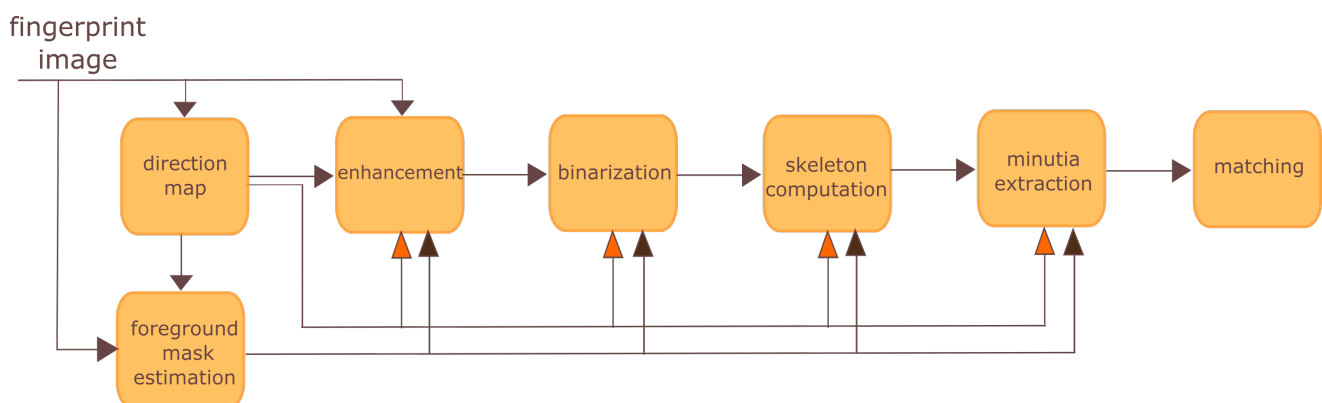 fingerprint
image
direction
map
enhancement
binarization
skeleton
computation
minutia
extraction
matching
foreground
mask
estimation